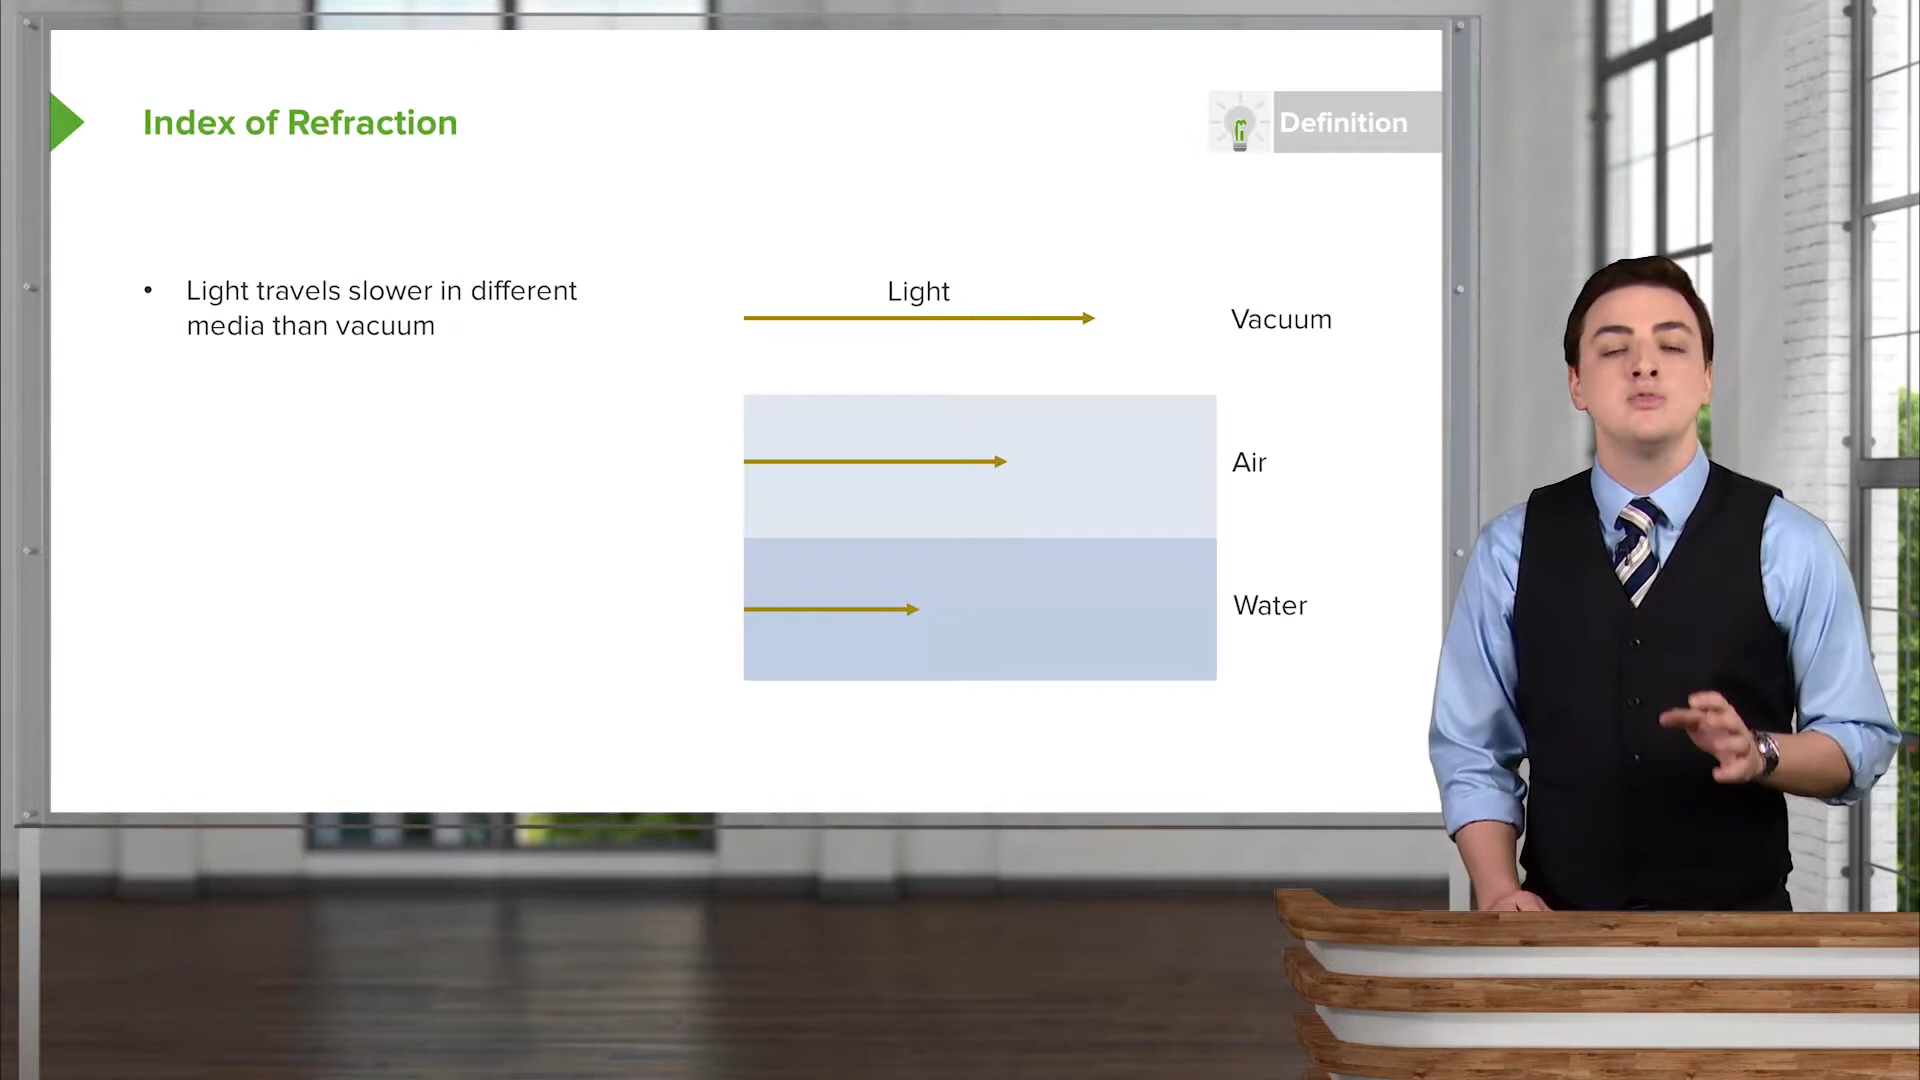 Index of Refraction
Definition
• Light travels slower in different
media than vacuum
Light
Vacuum
Air
Water